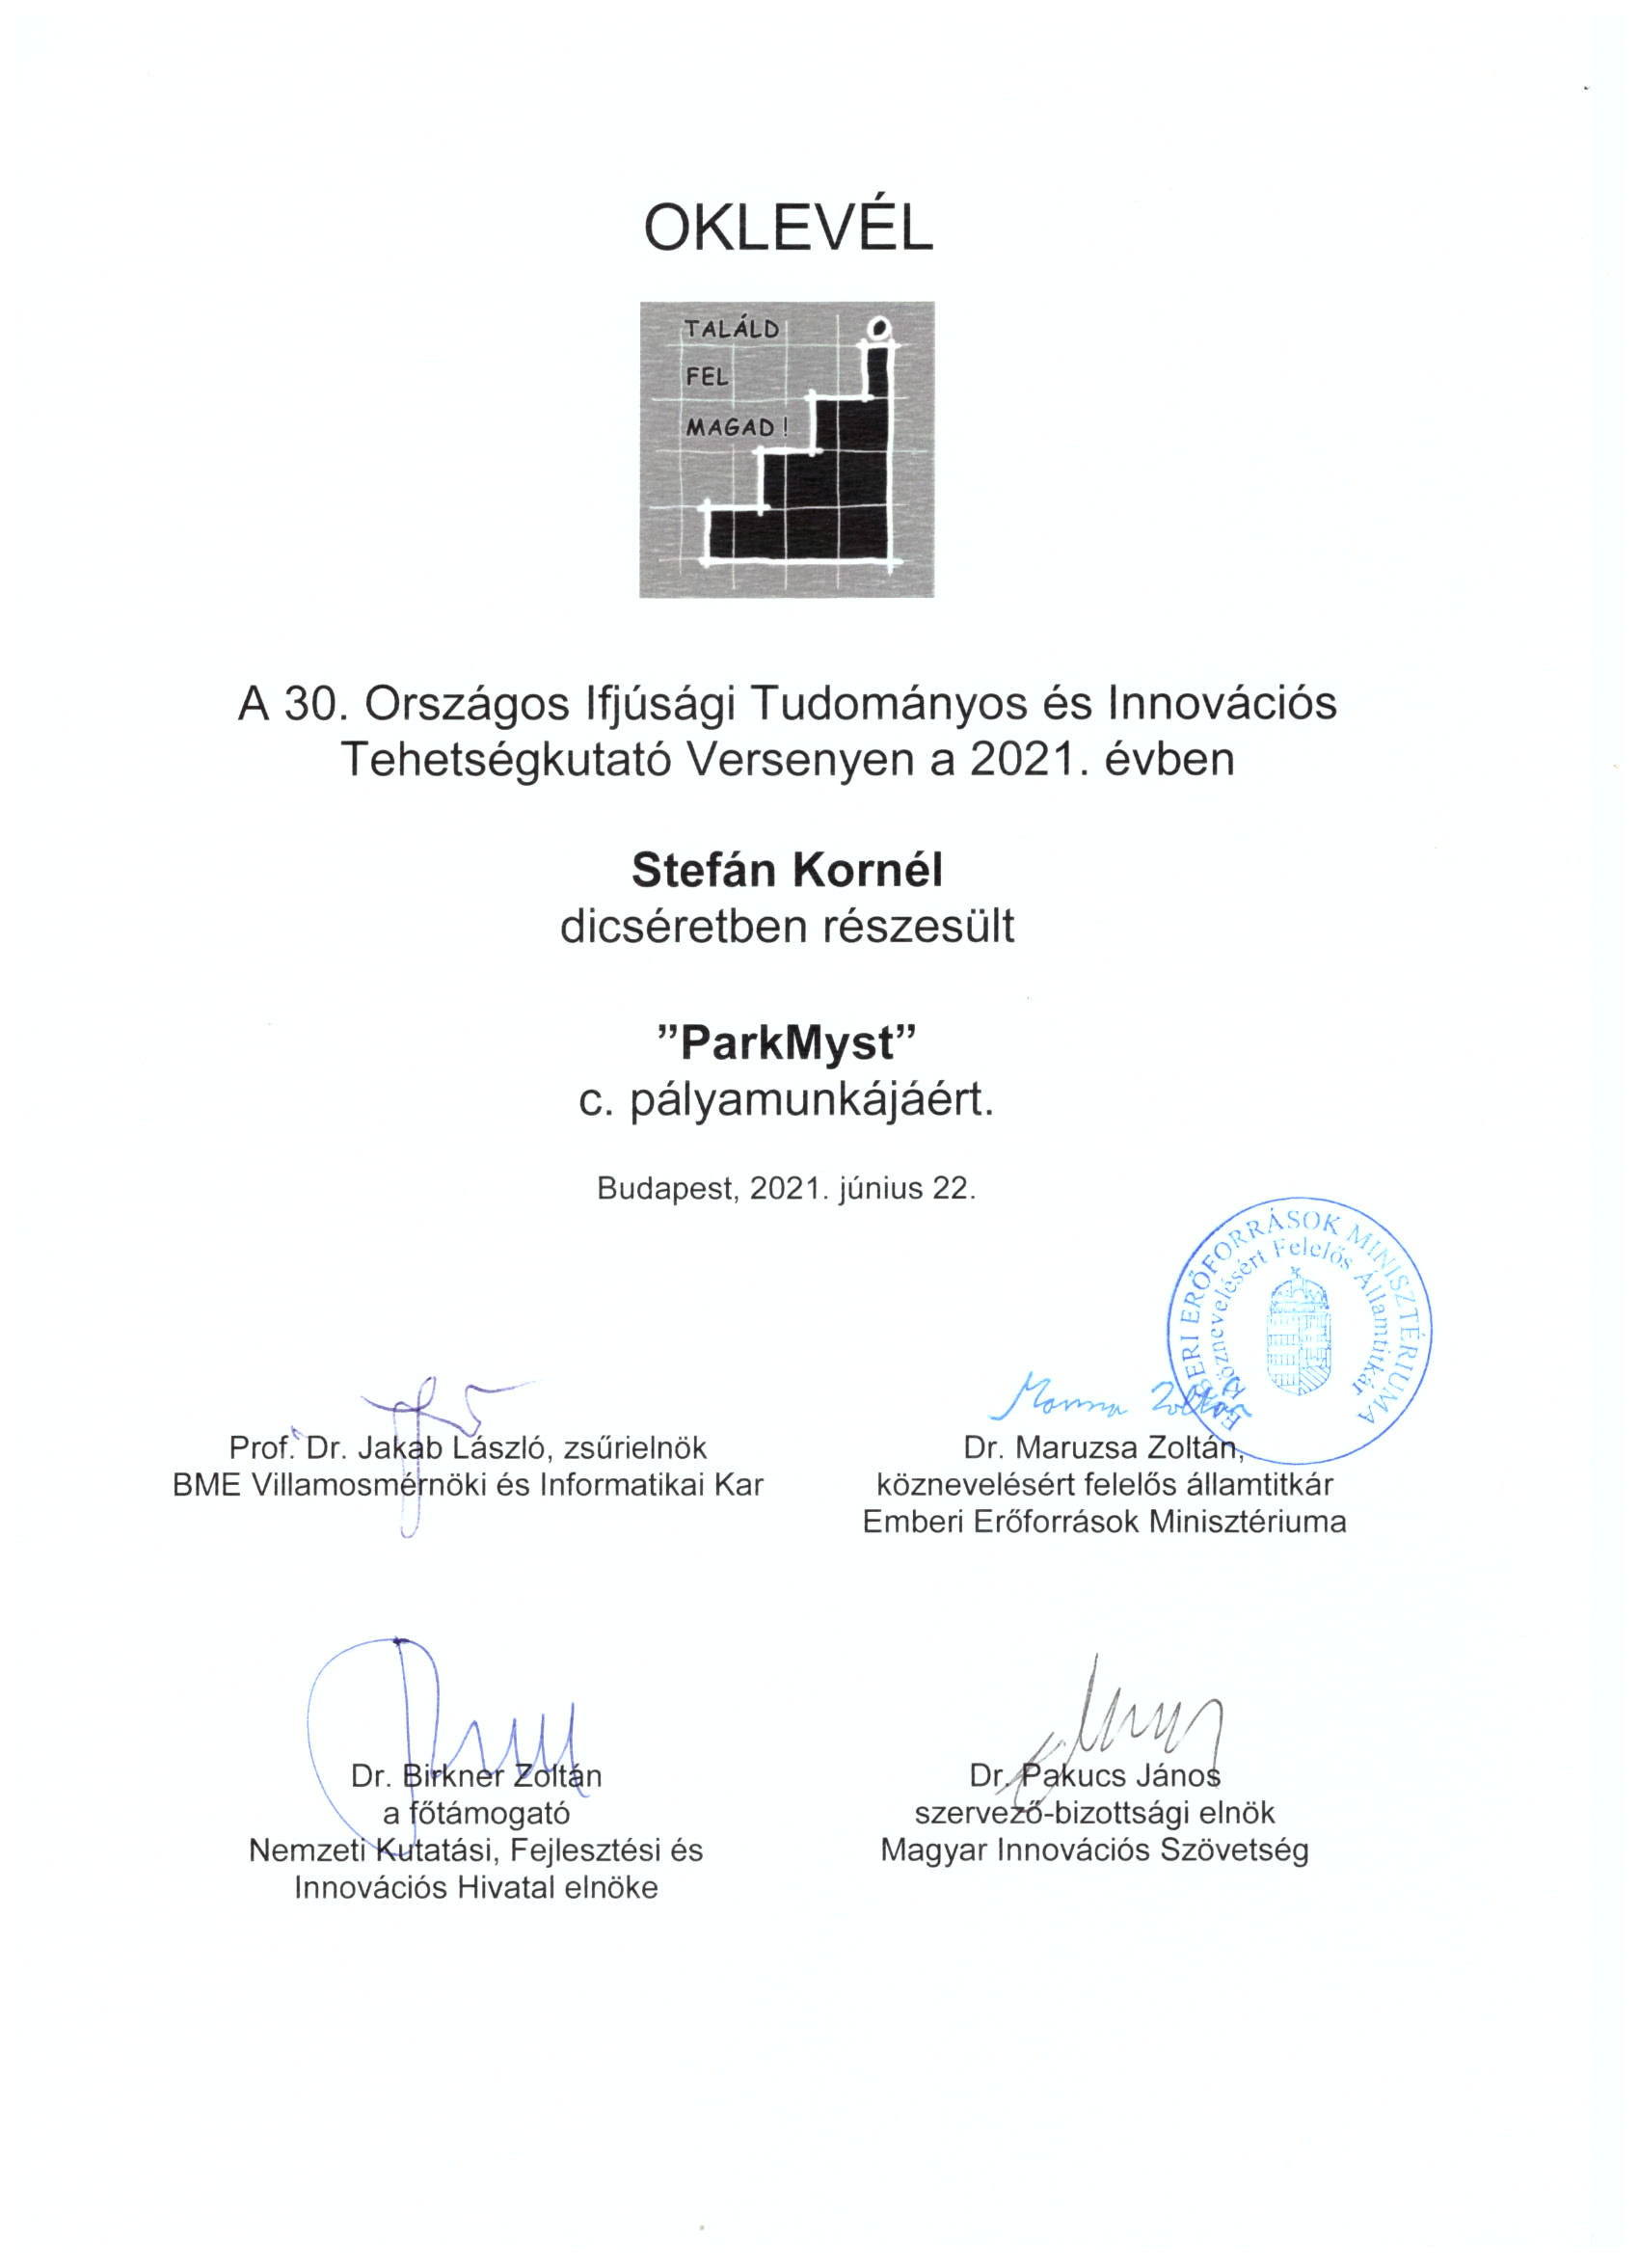 OKLEVÉL
TALÁLD
FEL
MAGAD!
A 30. Országos Ifjúsági Tudományos és Innovációs
Tehetségkutató Versenyen a 2021. évben
Stefán Kornél
dicséretben részesült
”ParkMyst”
c. pályamunkájáért.
Budapest, 2021. június 22.
EMBERI ERŐFORRÁSOK MINISZTÉRIUMA
Köznevelésért Felelős Államtitkár
Prof. Dr. Jakab László, zsűrielnök
BME Villamosmérnöki és Informatikai Kar
Dr. Maruzsa Zoltán,
köznevelésért felelős államtitkár
Emberi Erőforrások Minisztériuma
Dr. Birkner Zoltán
a főtámogató
Nemzeti Kutatási, Fejlesztési és
Innovációs Hivatal elnöke
Dr. Pakucs János
szervező-bizottsági elnök
Magyar Innovációs Szövetség